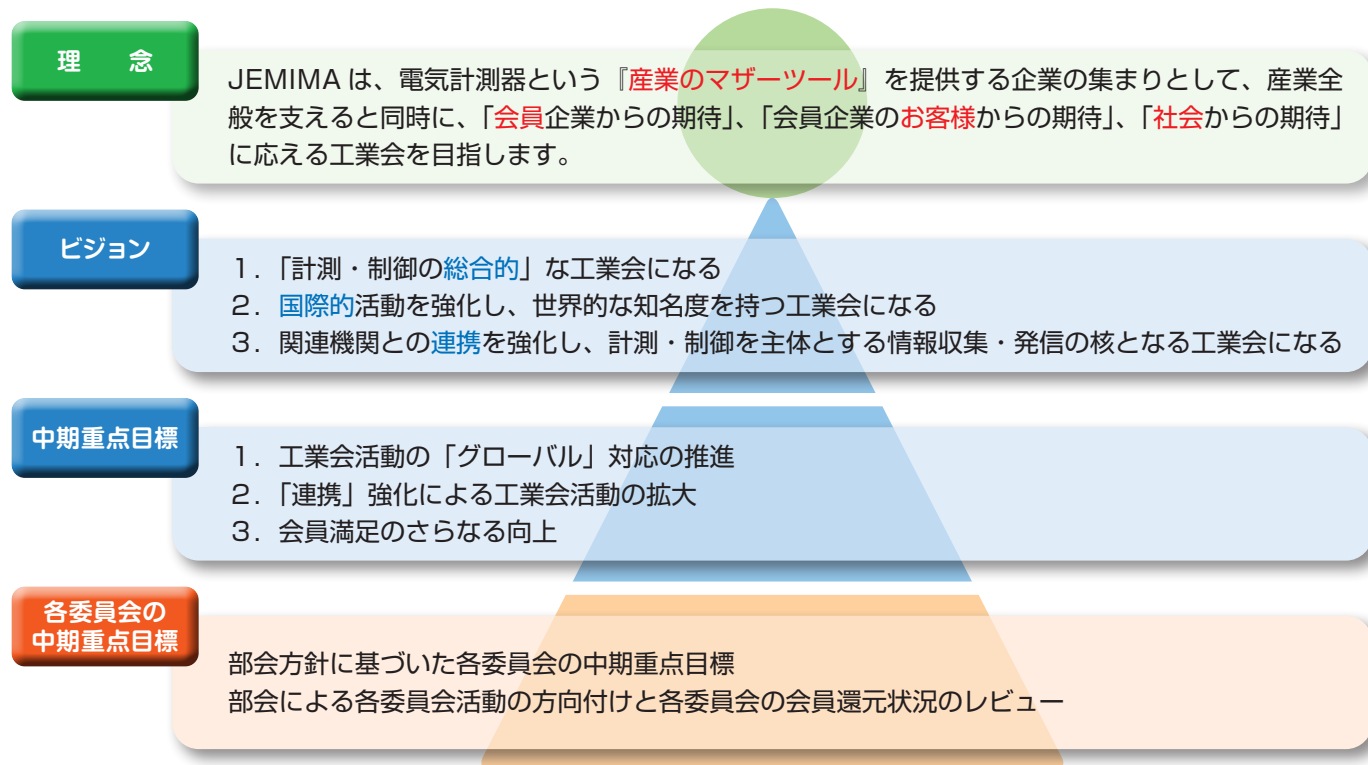 理　念
JEMIMA は、電気計測器という『産業のマザーツール』を提供する企業の集まりとして、産業全
般を支えると同時に、「会員企業からの期待」、「会員企業のお客様からの期待」、「社会からの期待」
に応える工業会を目指します。
ビジョン
１．「計測・制御の総合的」な工業会になる
２．国際的活動を強化し、世界的な知名度を持つ工業会になる
３．関連機関との連携を強化し、計測・制御を主体とする情報収集・発信の核となる工業会になる
中期重点目標
１．工業会活動の「グローバル」対応の推進
２．「連携」強化による工業会活動の拡大
３．会員満足のさらなる向上
各委員会の
中期重点目標
部会方針に基づいた各委員会の中期重点目標
部会による各委員会活動の方向付けと各委員会の会員還元状況のレビュー